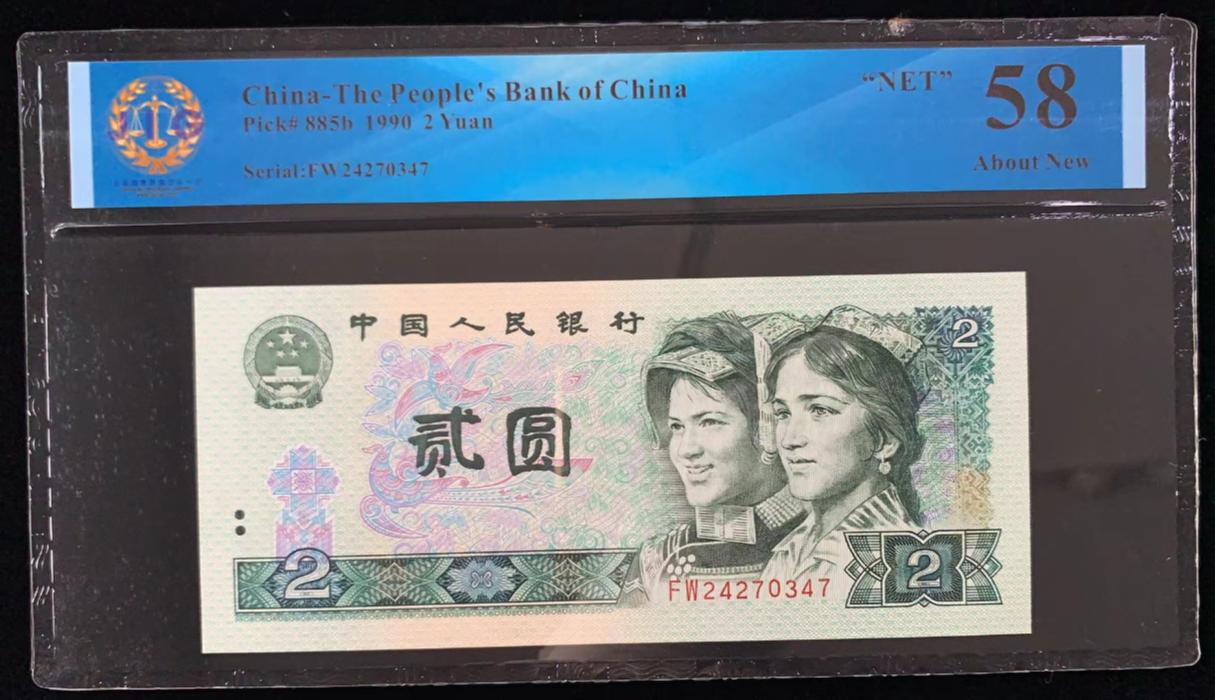 China-The People's Bank of China
Pick# 885b 1990 2 Yuan
Serial:FW24270347
“NET”
58
About New
中国人民银行
贰圆
2
2
FW24270347
2